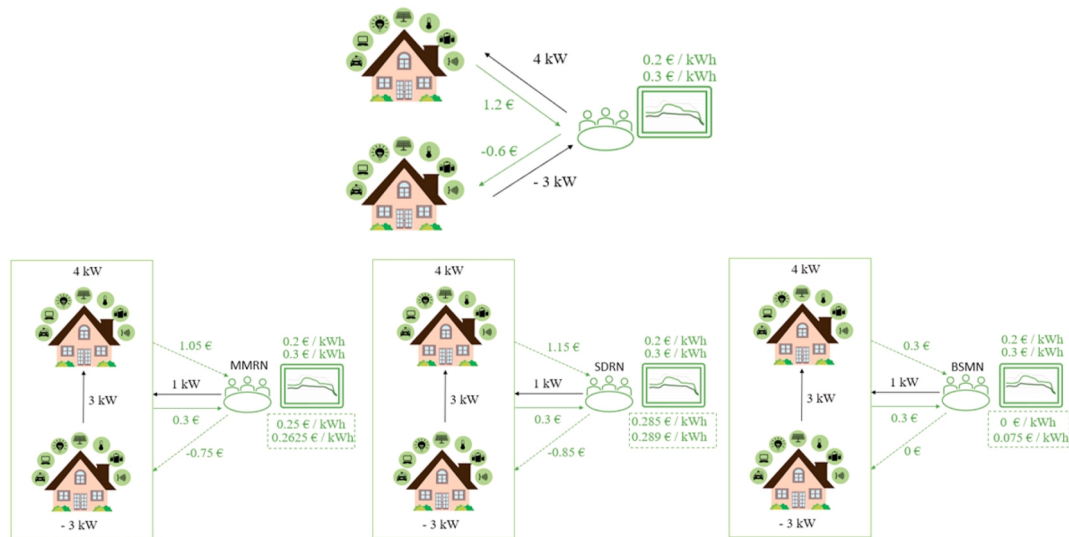 4 kW
0.2 € / kWh
0.3 € / kWh
1.2 €
-0.6 €
- 3 kW
4 kW
1.05 €
MMRN
0.2 € / kWh
0.3 € / kWh
1 kW
3 kW
0.3 €
0.25 € / kWh
0.2625 € / kWh
-0.75 €
- 3 kW
4 kW
1.15 €
SDRN
0.2 € / kWh
0.3 € / kWh
1 kW
3 kW
0.3 €
0.285 € / kWh
0.289 € / kWh
-0.85 €
- 3 kW
4 kW
0.3 €
BSMN
0.2 € / kWh
0.3 € / kWh
1 kW
3 kW
0.3 €
0 € / kWh
0.075 € / kWh
0 €
- 3 kW